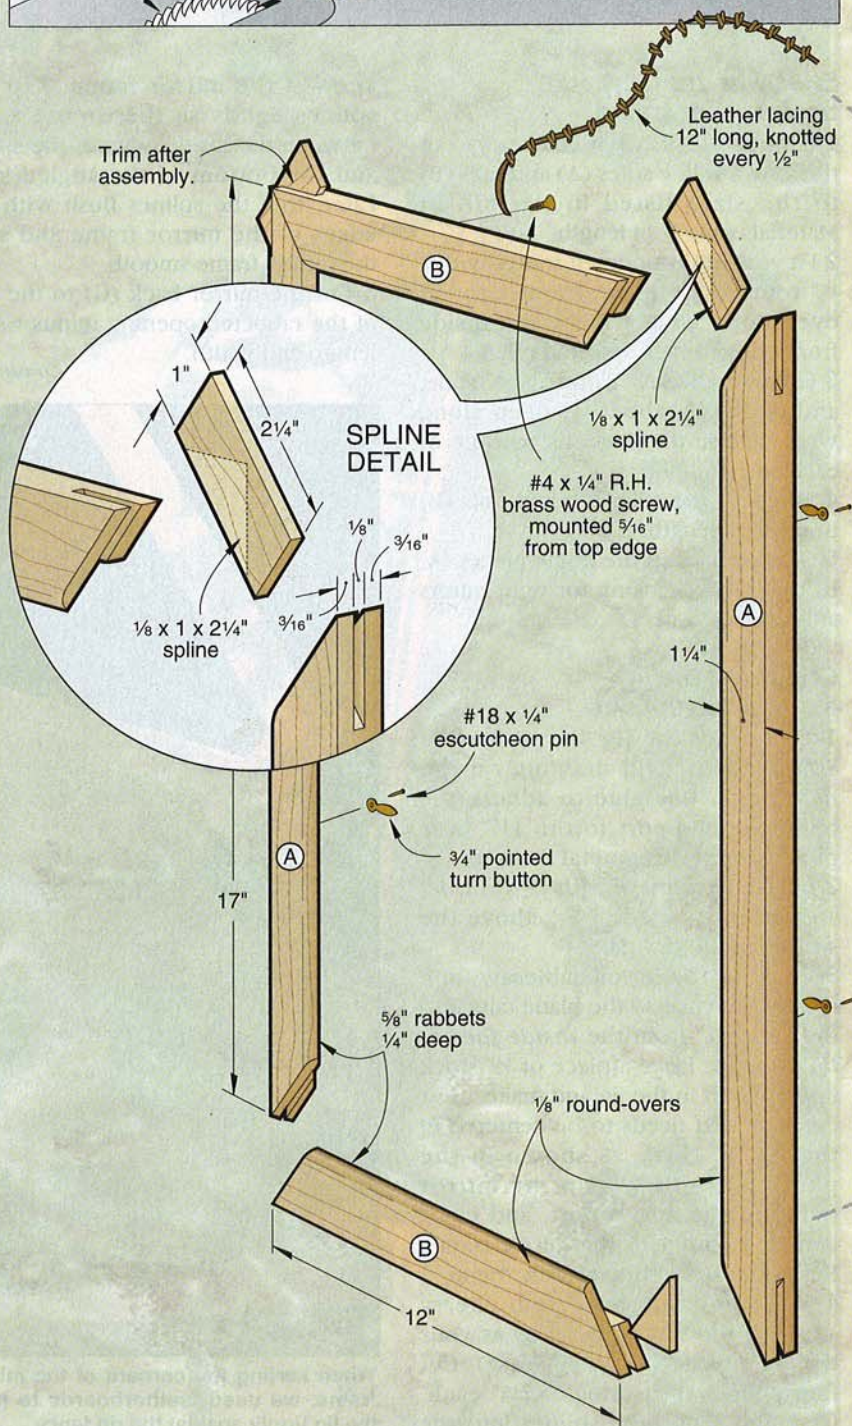 Leather lacing
12" long, knotted
every ½"
Trim after
assembly.
B
1"
2¼"
SPLINE
DETAIL
⅛ x 1 x 2¼"
spline
#4 x ¼" R.H.
brass wood screw,
mounted 5/16"
from top edge
⅛"
3/16"
3/16"
⅛ x 1 x 2¼"
spline
A
1¼"
#18 x ¼"
escutcheon pin
¾" pointed
turn button
A
17"
⅝" rabbets
¼" deep
⅛" round-overs
B
12"